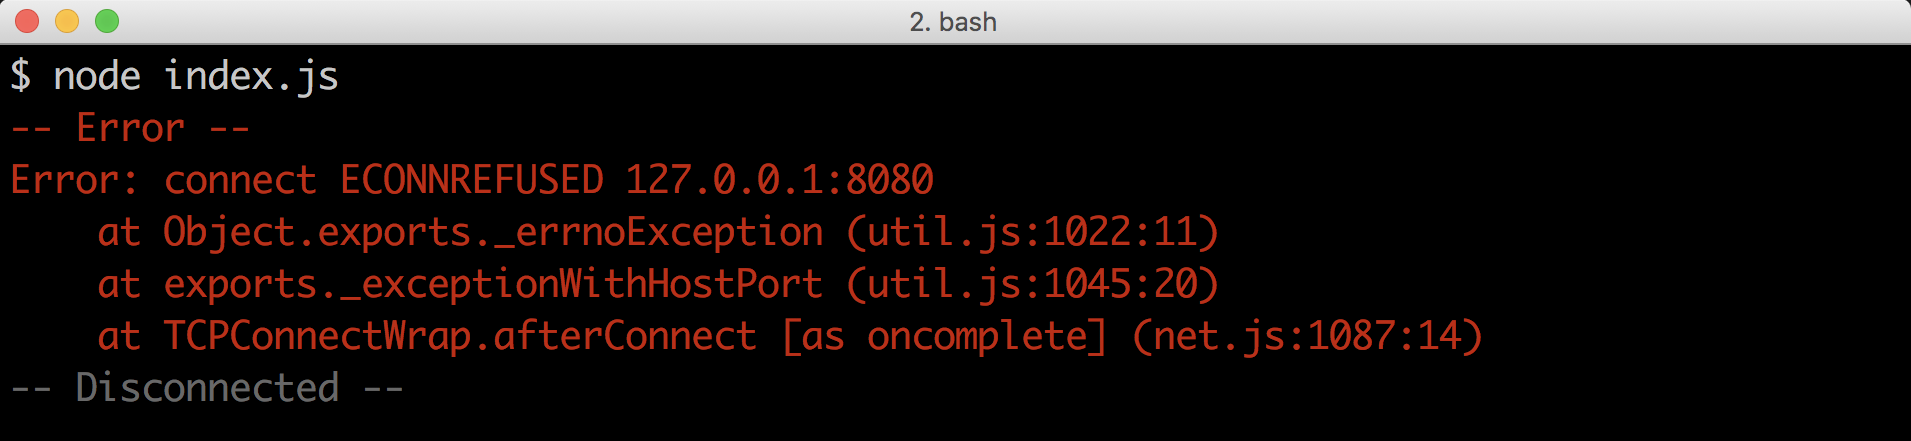 2. bash
$ node index.js
-- Error --
Error: connect ECONNREFUSED 127.0.0.1:8080
    at Object.exports._errnoException (util.js:1022:11)
    at exports._exceptionWithHostPort (util.js:1045:20)
    at TCPConnectWrap.afterConnect [as oncomplete] (net.js:1087:14)
-- Disconnected --